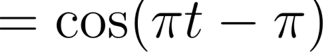 = cos(πt − π)